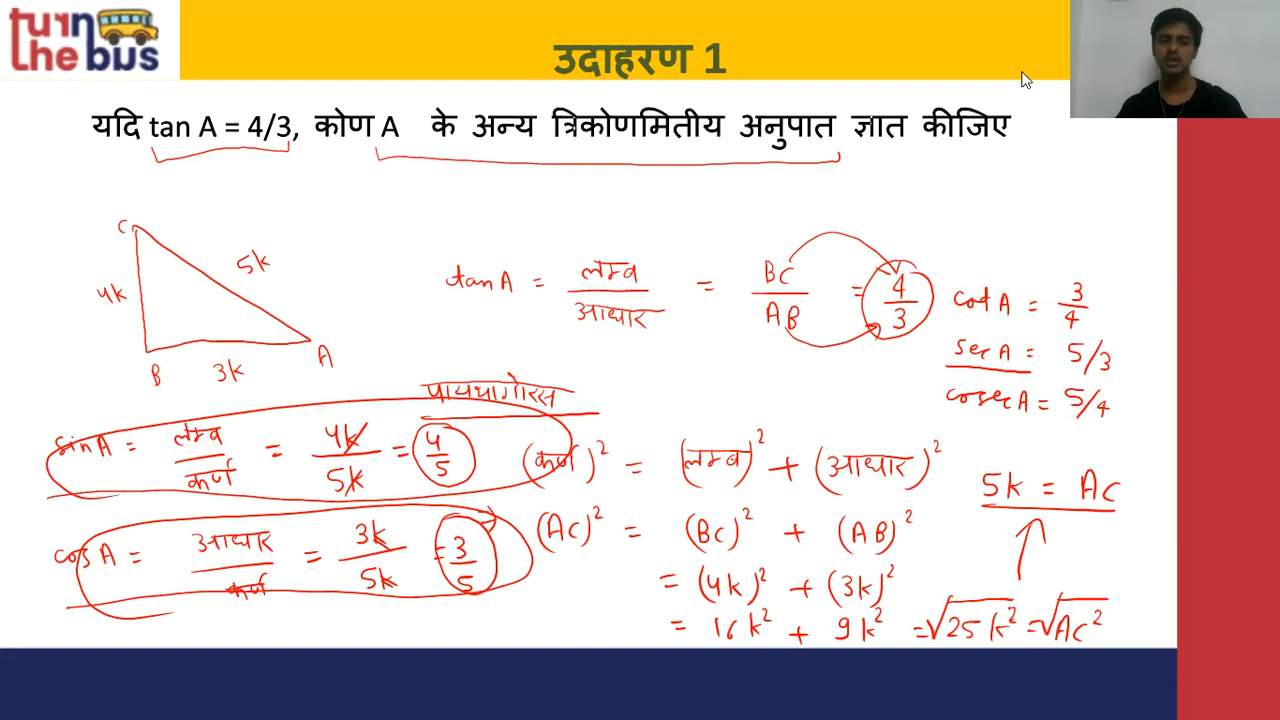 turn
the bus
उदाहरण 1
यदि tan A = 4/3, कोण A के अन्य त्रिकोणमितीय अनुपात ज्ञात कीजिए
C
4k
5k
B
3k
A
tan A = लम्ब/आधार = BC/AB = 4/3
cot A = 3/4
sec A = 5/3
cosec A = 5/4
पायथागोरस
sin A = लम्ब/कर्ण = 4k/5k = 4/5
(कर्ण)² = (लम्ब)² + (आधार)²
5k = AC
cos A = आधार/कर्ण = 3k/5k = 3/5
(AC)² = (BC)² + (AB)²
= (4k)² + (3k)²
= 16k² + 9k² = √25k² = √AC²